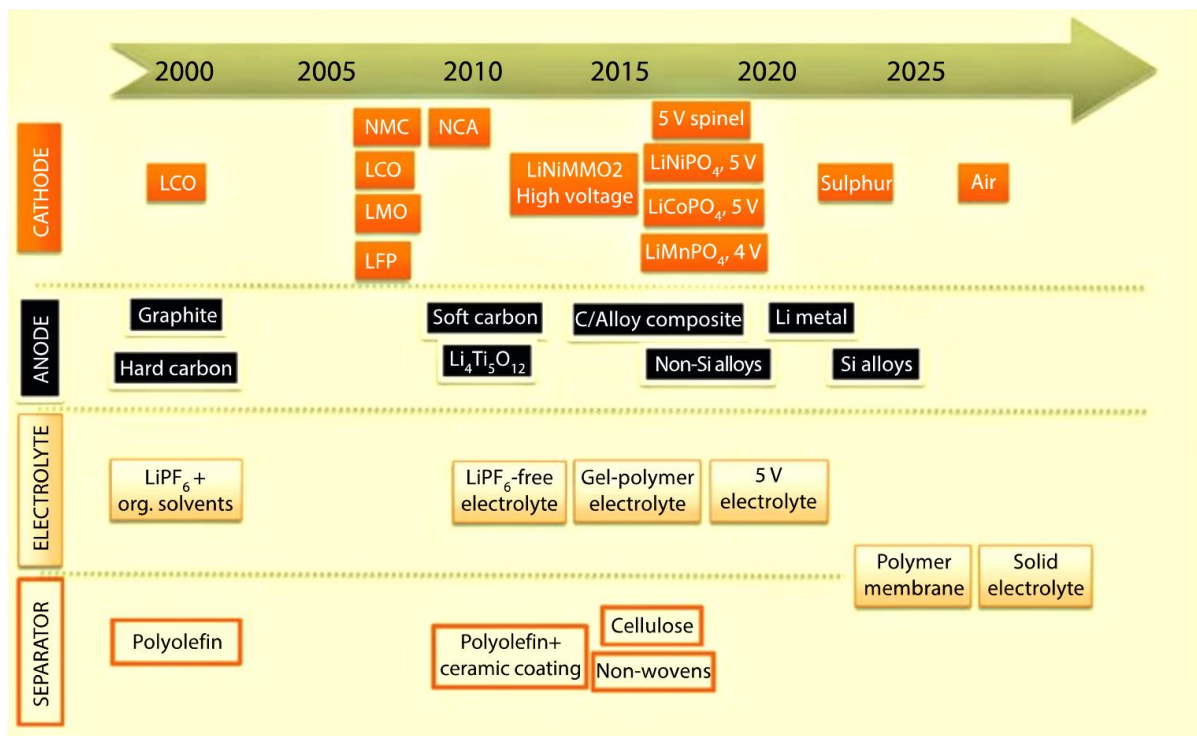 2000 2005 2010 2015 2020 2025
CATHODE
LCO
NMC
LCO
LMO
LFP
NCA
LiNiMMO2
High voltage
5 V spinel
LiNiPO₄, 5 V
LiCoPO₄, 5 V
LiMnPO₄, 4 V
Sulphur
Air
ANODE
Graphite
Hard carbon
Soft carbon
Li₄Ti₅O₁₂
C/Alloy composite
Non-Si alloys
Li metal
Si alloys
ELECTROLYTE
LiPF₆ +
org. solvents
LiPF₆-free
electrolyte
Gel-polymer
electrolyte
5 V
electrolyte
Polymer
membrane
Solid
electrolyte
SEPARATOR
Polyolefin
Polyolefin+
ceramic coating
Cellulose
Non-wovens